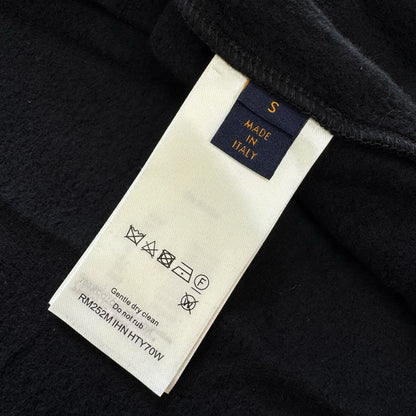 S
MADE
IN
ITALY
F
Gentle dry clean
Do not rub
RM252M IHN HTY70W